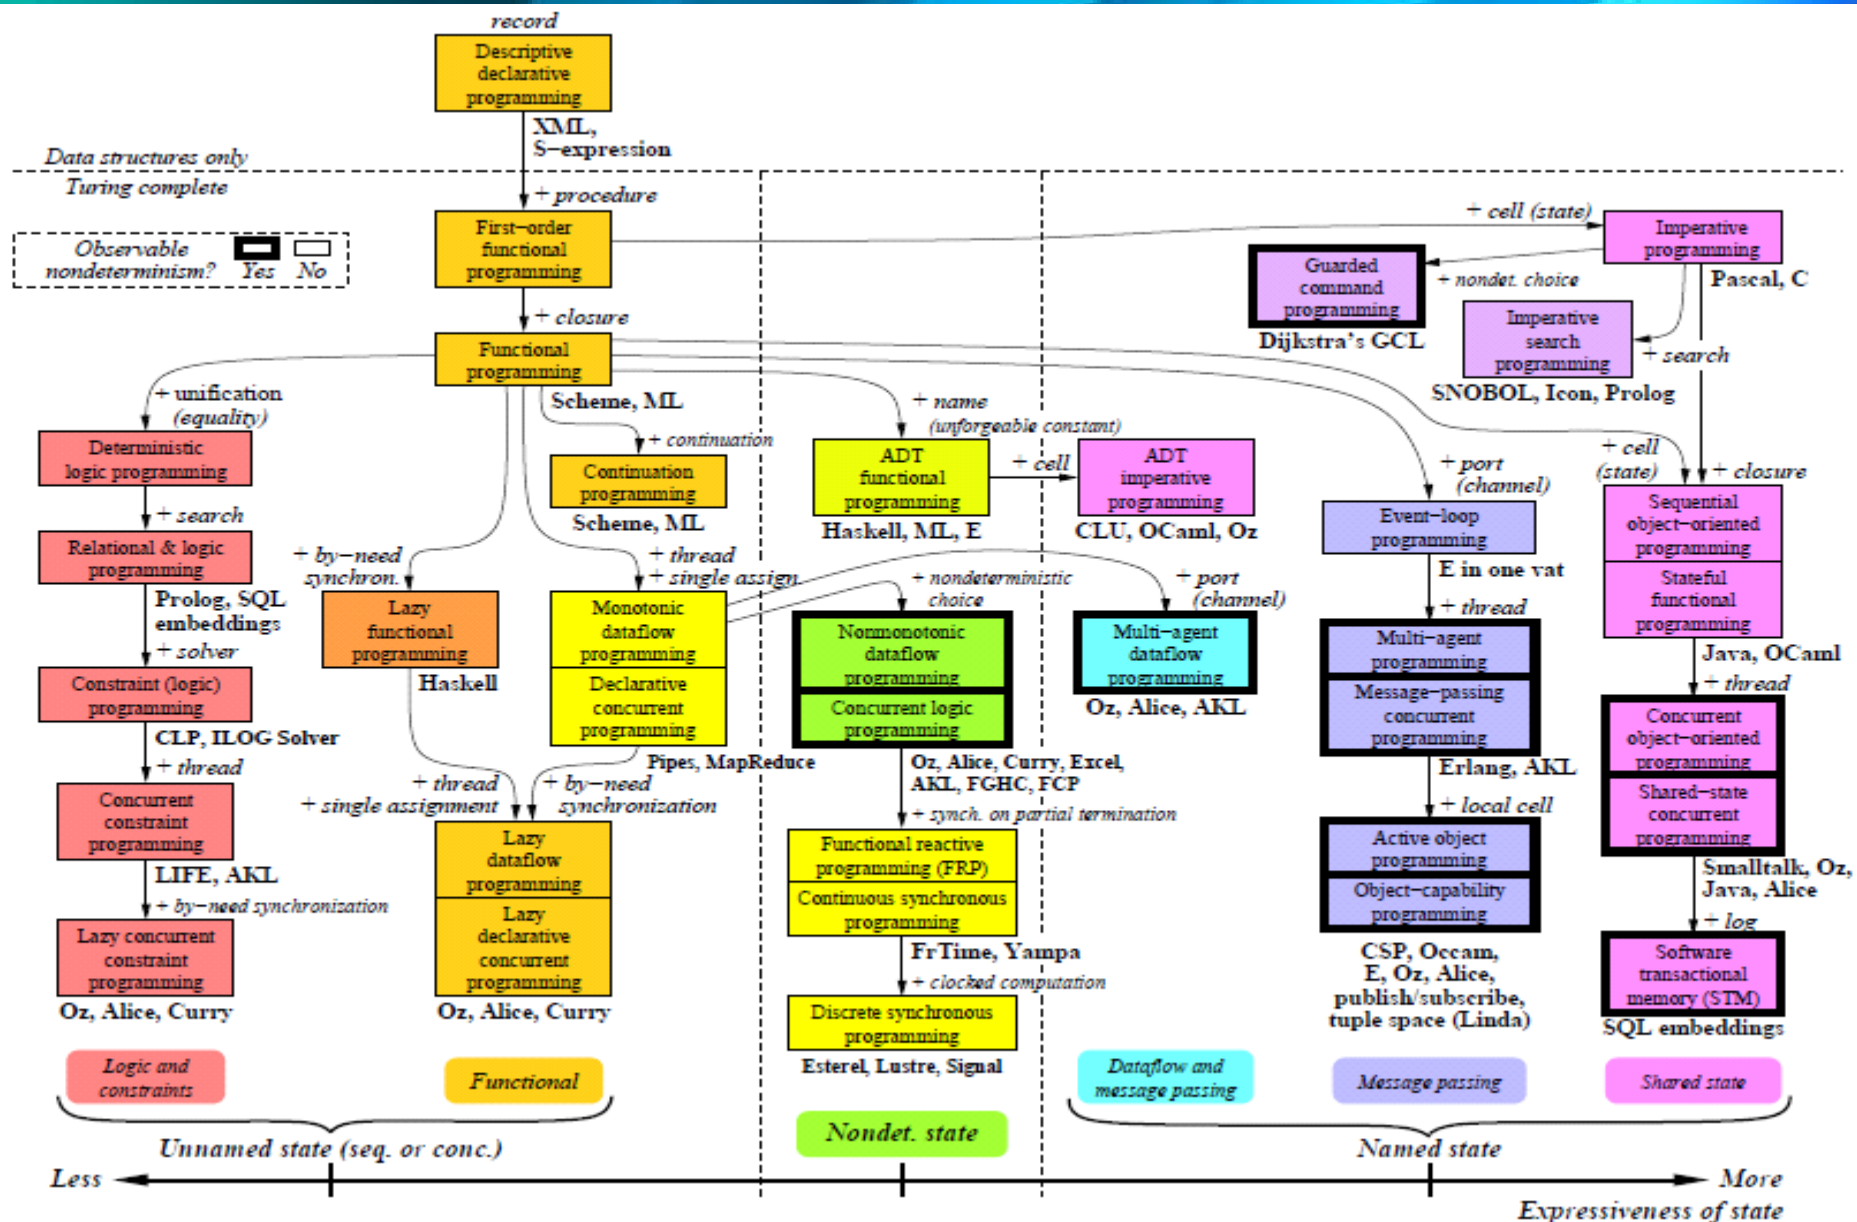 record
Descriptive
declarative
programming
XML,
S−expression
Data structures only
Turing complete
+ procedure
Observable
nondeterminism? Yes No
First−order
functional
programming
+ cell (state)
Imperative
programming
Pascal, C
+ nondet. choice
Guarded
command
programming
Dijkstra's GCL
Imperative
search
programming
+ search
SNOBOL, Icon, Prolog
+ closure
Functional
programming
Scheme, ML
+ unification
(equality)
Deterministic
logic programming
+ search
Relational & logic
programming
Prolog, SQL
embeddings
+ solver
Constraint (logic)
programming
CLP, ILOG Solver
+ thread
Concurrent
constraint
programming
LIFE, AKL
+ by−need synchronization
Lazy concurrent
constraint
programming
Oz, Alice, Curry
+ continuation
Continuation
programming
Scheme, ML
+ by−need
synchron.
Lazy
functional
programming
Haskell
+ thread
+ single assign.
Monotonic
dataflow
programming
Declarative
concurrent
programming
Pipes, MapReduce
+ thread
+ single assignment
+ by−need
synchronization
Lazy
dataflow
programming
Lazy
declarative
concurrent
programming
Oz, Alice, Curry
+ name
(unforgeable constant)
ADT
functional
programming
Haskell, ML, E
+ cell
ADT
imperative
programming
CLU, OCaml, Oz
+ nondeterministic
choice
Nonmonotonic
dataflow
programming
Concurrent logic
programming
Oz, Alice, Curry, Excel,
AKL, FGHC, FCP
+ synch. on partial termination
Functional reactive
programming (FRP)
Continuous synchronous
programming
FrTime, Yampa
+ clocked computation
Discrete synchronous
programming
Esterel, Lustre, Signal
+ port
(channel)
Multi−agent
dataflow
programming
Oz, Alice, AKL
+ port
(channel)
Event−loop
programming
E in one vat
+ thread
Multi−agent
programming
Message−passing
concurrent
programming
Erlang, AKL
+ local cell
Active object
programming
Object−capability
programming
CSP, Occam,
E, Oz, Alice,
publish/subscribe,
tuple space (Linda)
+ cell
(state)
+ closure
Sequential
object−oriented
programming
Stateful
functional
programming
Java, OCaml
+ thread
Concurrent
object−oriented
programming
Shared−state
concurrent
programming
Smalltalk, Oz,
Java, Alice
+ log
Software
transactional
memory (STM)
SQL embeddings
Logic and
constraints
Functional
Unnamed state (seq. or conc.)
Nondet. state
Dataflow and
message passing
Message passing
Shared state
Named state
Less
More
Expressiveness of state